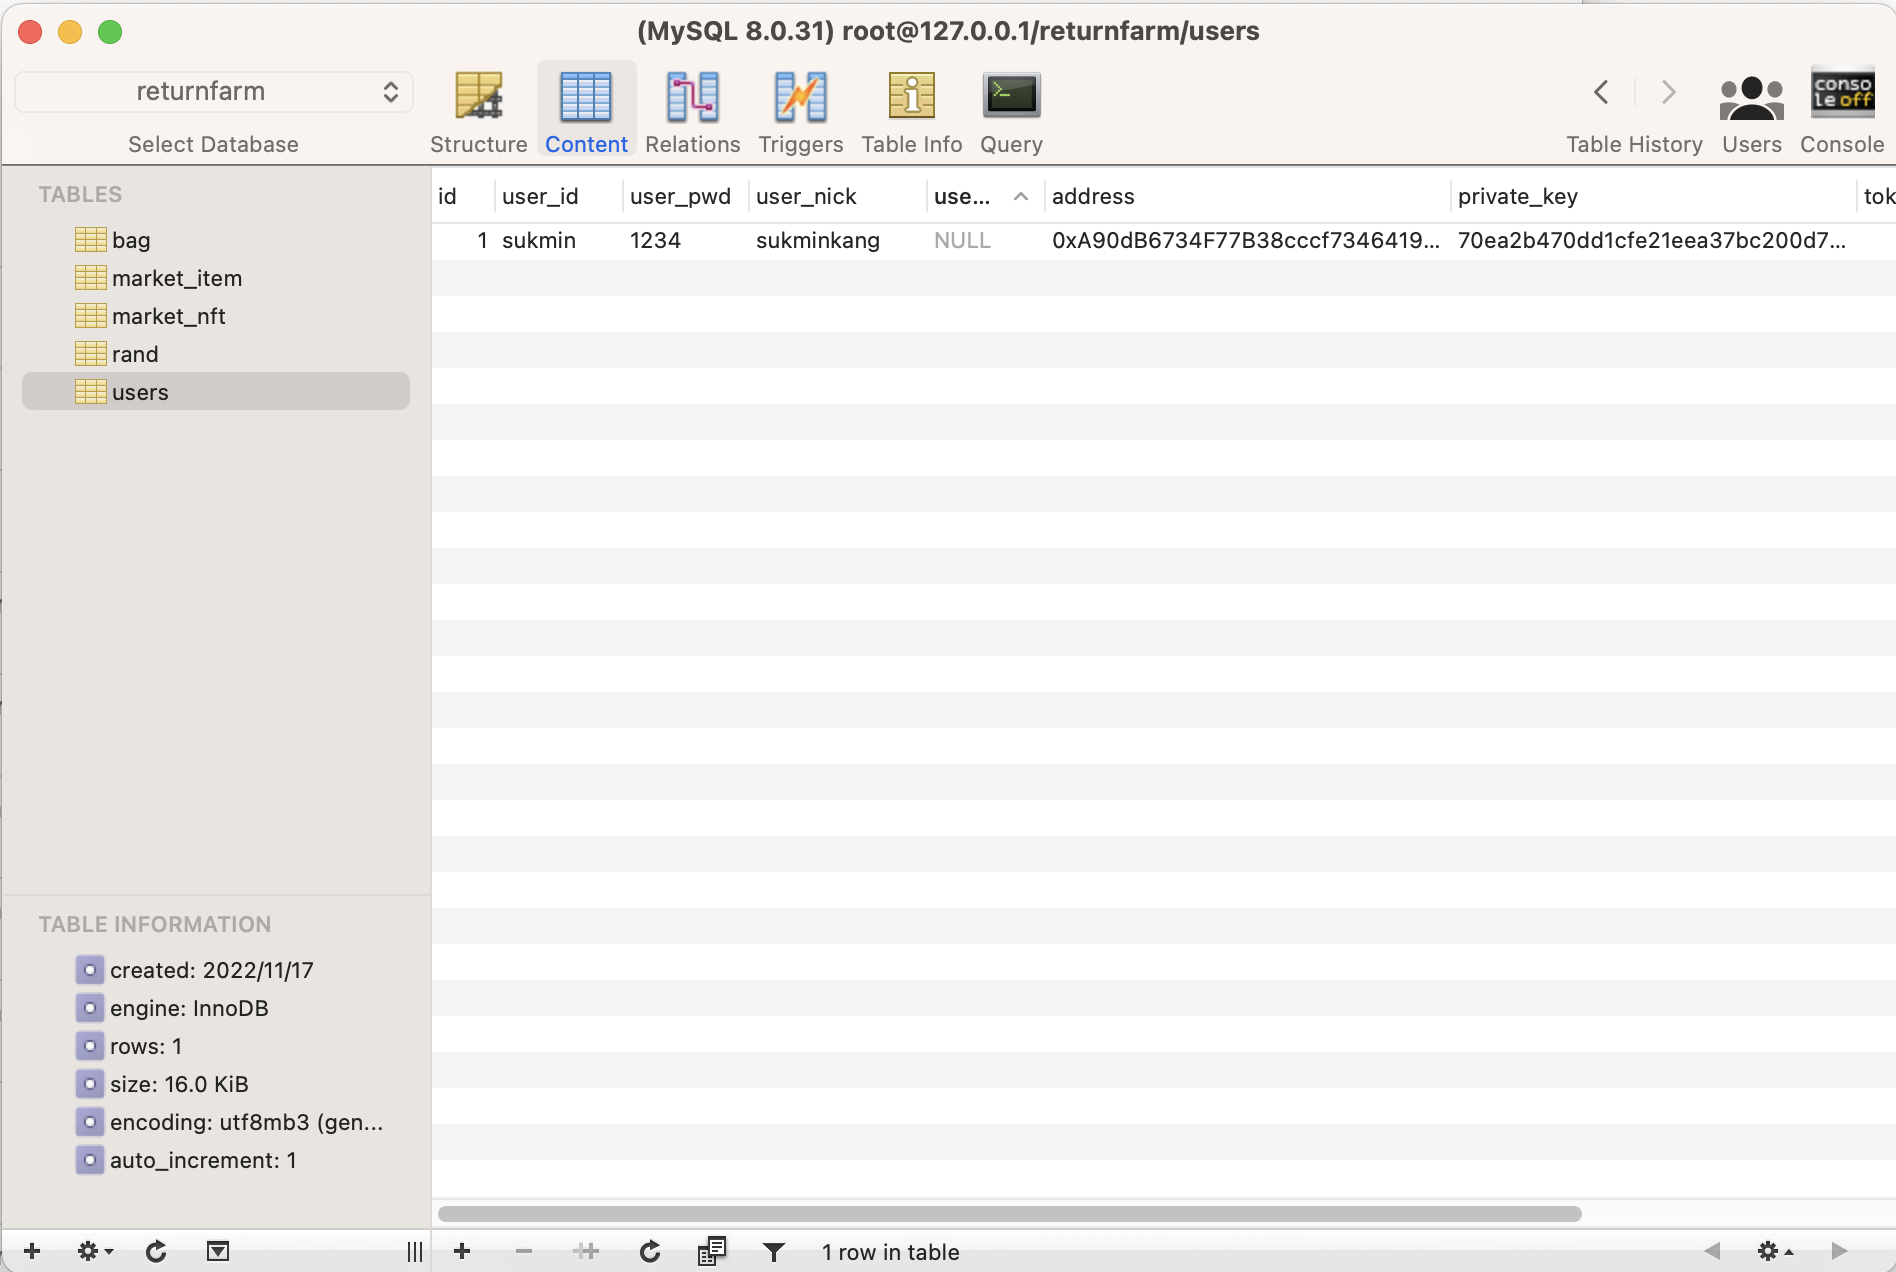 (MySQL 8.0.31) root@127.0.0.1/returnfarm/users
returnfarm
Select Database
Structure Content Relations Triggers Table Info Query
Table History Users Console
conso
le off
TABLES
bag
market_item
market_nft
rand
users
id user_id user_pwd user_nick use... address private_key tok
1 sukmin 1234 sukminkang NULL 0xA90dB6734F77B38cccf7346419... 70ea2b470dd1cfe21eea37bc200d7...
TABLE INFORMATION
created: 2022/11/17
engine: InnoDB
rows: 1
size: 16.0 KiB
encoding: utf8mb3 (gen...
auto_increment: 1
1 row in table